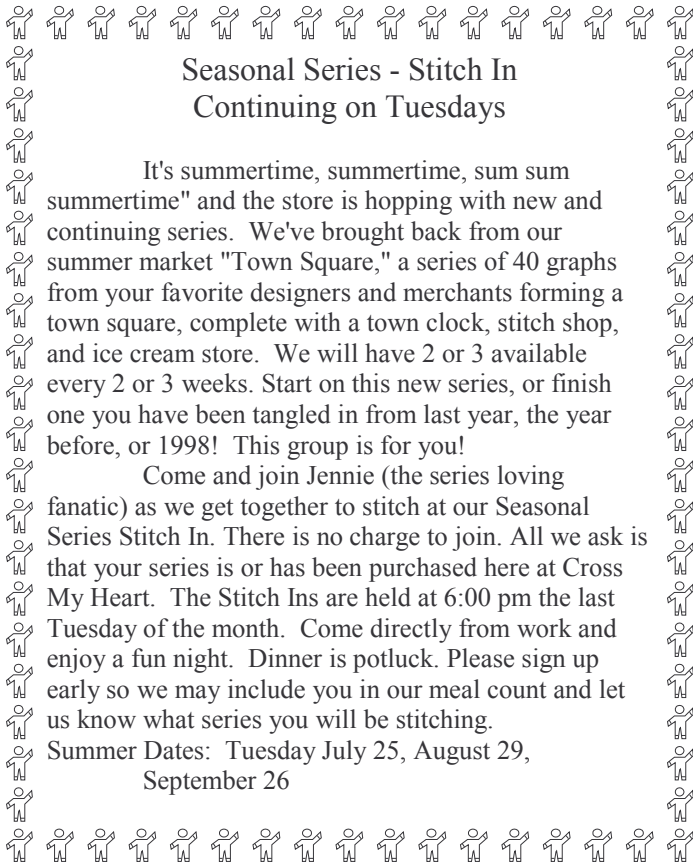 Seasonal Series - Stitch In
Continuing on Tuesdays
It's summertime, summertime, sum sum
summertime" and the store is hopping with new and
continuing series.  We've brought back from our
summer market "Town Square," a series of 40 graphs
from your favorite designers and merchants forming a
town square, complete with a town clock, stitch shop,
and ice cream store.  We will have 2 or 3 available
every 2 or 3 weeks. Start on this new series, or finish
one you have been tangled in from last year, the year
before, or 1998!  This group is for you!
Come and join Jennie (the series loving
fanatic) as we get together to stitch at our Seasonal
Series Stitch In. There is no charge to join. All we ask is
that your series is or has been purchased here at Cross
My Heart.  The Stitch Ins are held at 6:00 pm the last
Tuesday of the month.  Come directly from work and
enjoy a fun night.  Dinner is potluck. Please sign up
early so we may include you in our meal count and let
us know what series you will be stitching.
Summer Dates:  Tuesday July 25, August 29,
September 26